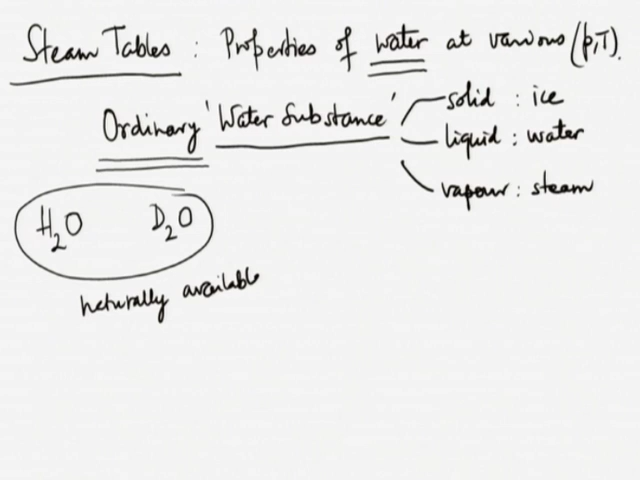 Steam Tables : Properties of water at various (p,T).
Ordinary 'Water Substance'
solid : ice
liquid : water
vapour : steam
H2O D2O
naturally available